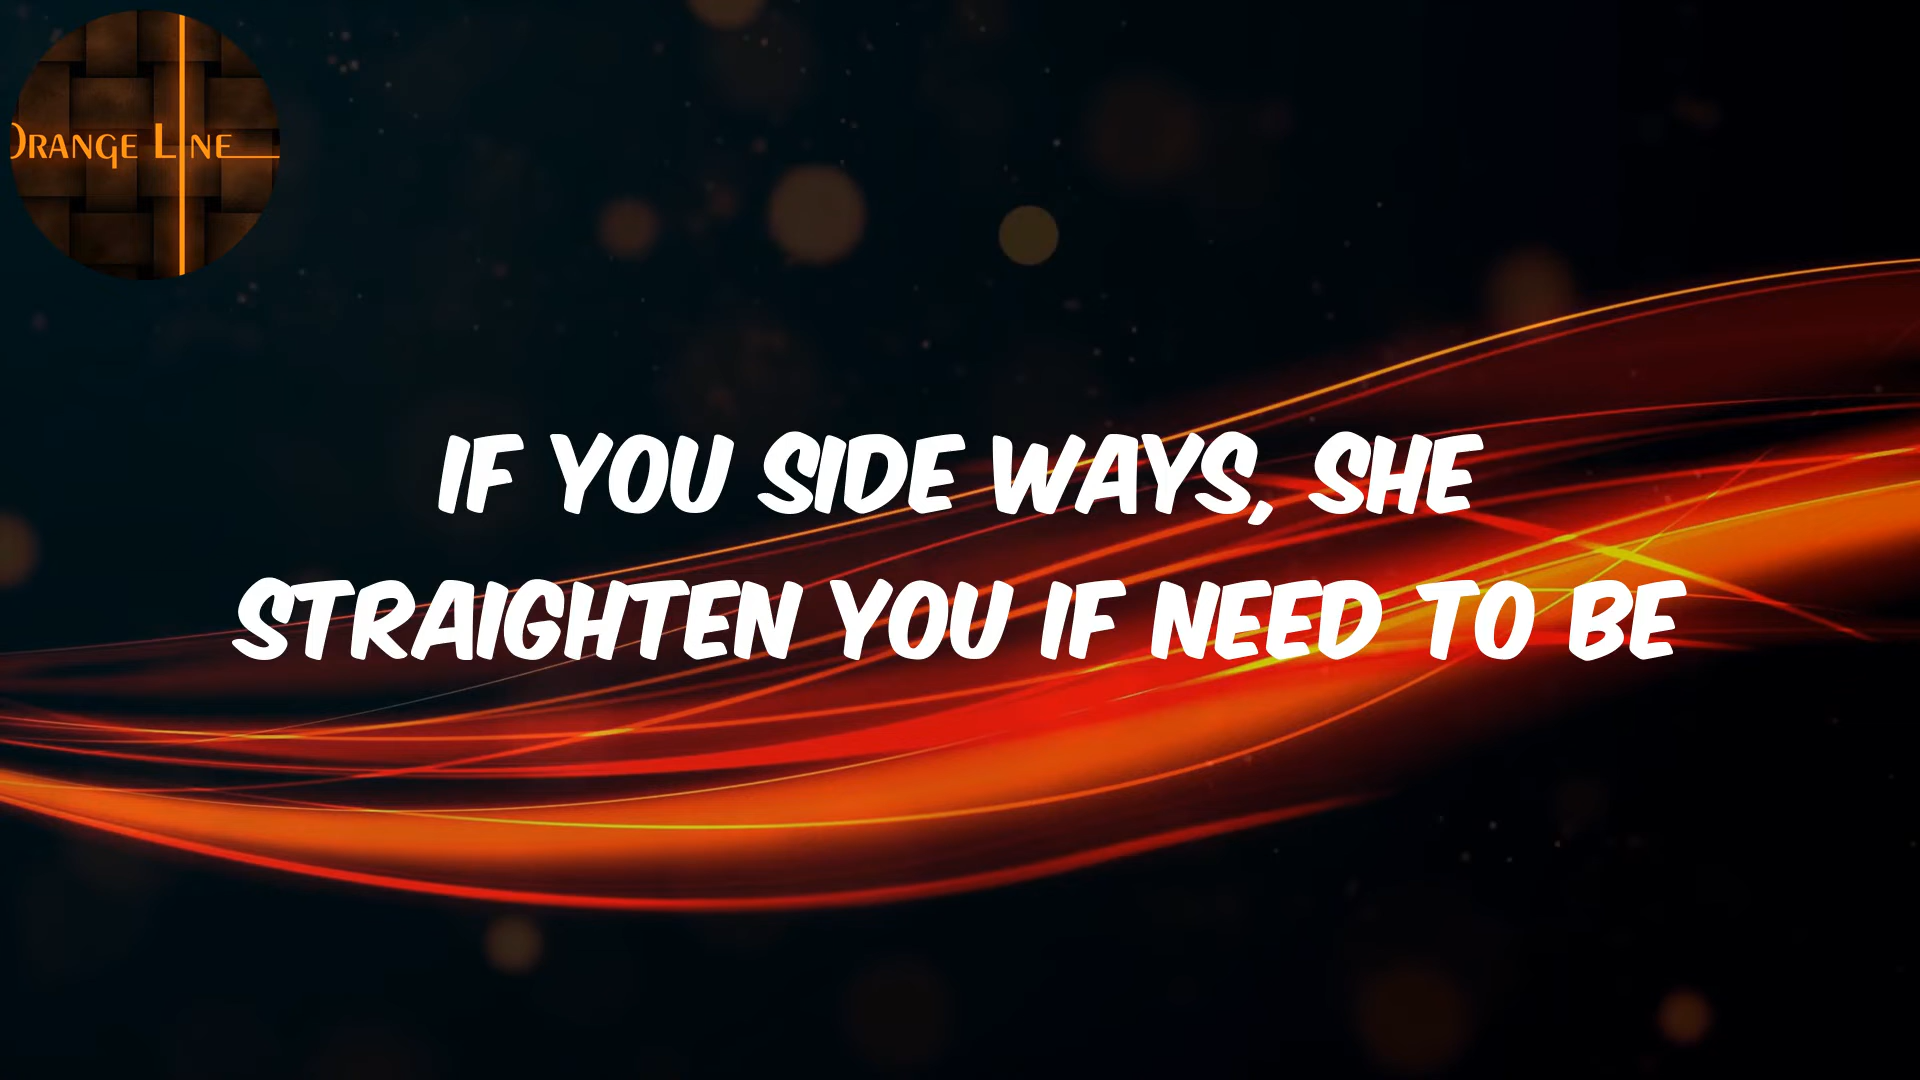 ORANGE LINE
IF YOU SIDE WAYS, SHE
STRAIGHTEN YOU IF NEED TO BE